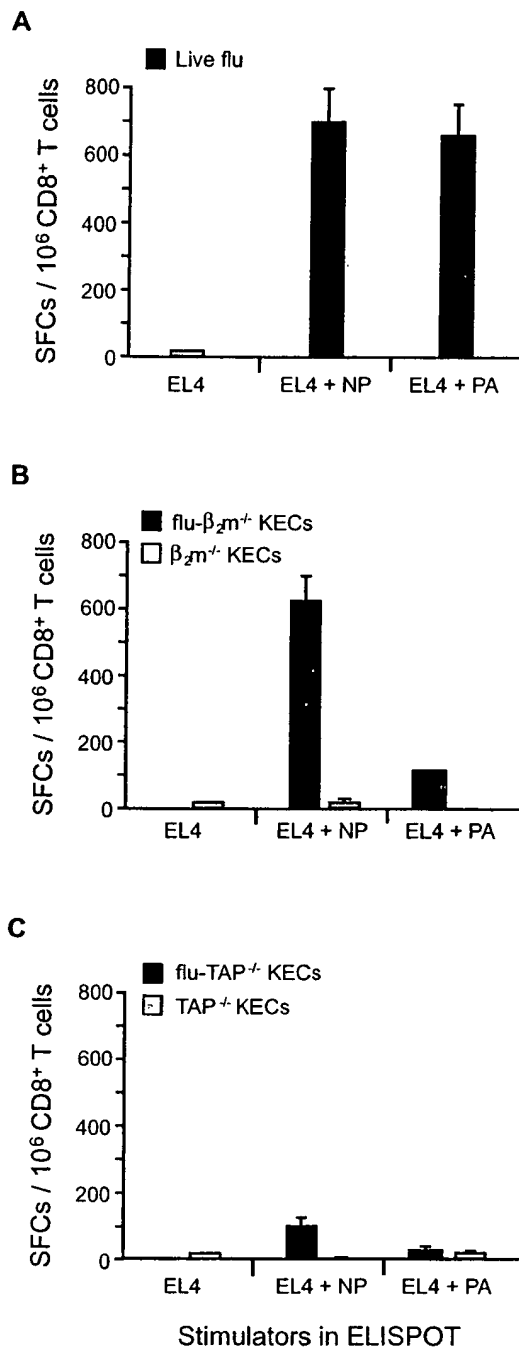 A
Live flu
SFCs / 10⁶ CD8⁺ T cells
800
600
400
200
0
EL4
EL4 + NP
EL4 + PA
B
flu-β₂m⁻/⁻ KECs
β₂m⁻/⁻ KECs
SFCs / 10⁶ CD8⁺ T cells
800
600
400
200
0
EL4
EL4 + NP
EL4 + PA
C
flu-TAP⁻/⁻ KECs
TAP⁻/⁻ KECs
SFCs / 10⁶ CD8⁺ T cells
800
600
400
200
0
EL4
EL4 + NP
EL4 + PA
Stimulators in ELISPOT